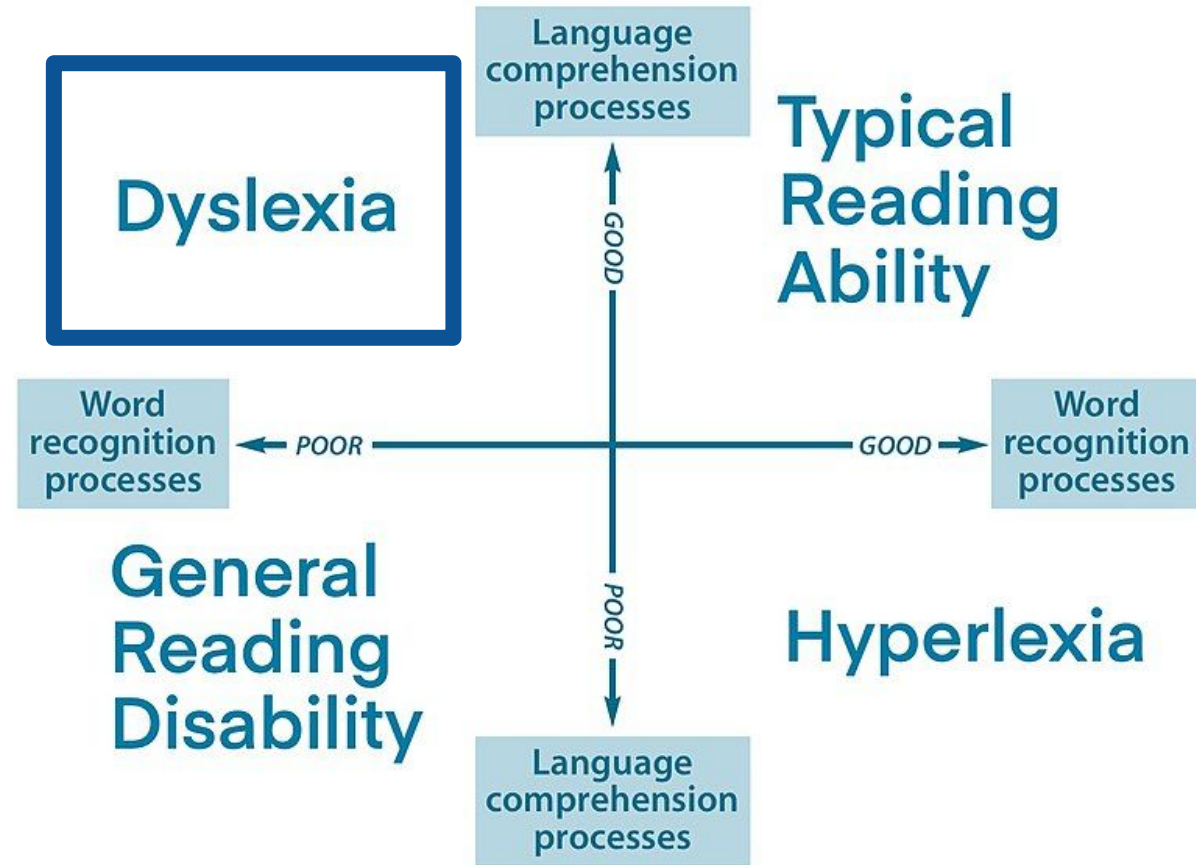 Language
comprehension
processes
Dyslexia
Typical
Reading
Ability
GOOD
Word
recognition
processes
POOR
GOOD
Word
recognition
processes
General
Reading
Disability
POOR
Hyperlexia
Language
comprehension
processes